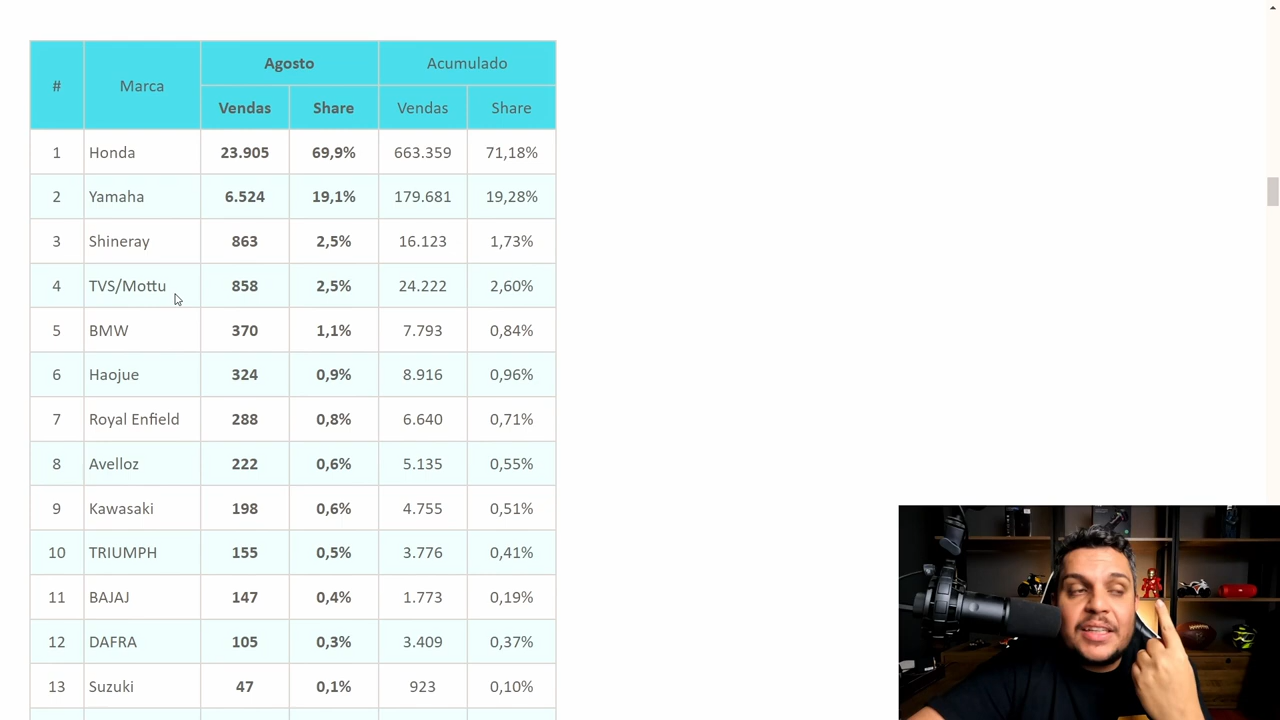 # Marca Agosto Acumulado
Vendas Share Vendas Share
1 Honda 23.905 69,9% 663.359 71,18%
2 Yamaha 6.524 19,1% 179.681 19,28%
3 Shineray 863 2,5% 16.123 1,73%
4 TVS/Mottu 858 2,5% 24.222 2,60%
5 BMW 370 1,1% 7.793 0,84%
6 Haojue 324 0,9% 8.916 0,96%
7 Royal Enfield 288 0,8% 6.640 0,71%
8 Avelloz 222 0,6% 5.135 0,55%
9 Kawasaki 198 0,6% 4.755 0,51%
10 TRIUMPH 155 0,5% 3.776 0,41%
11 BAJAJ 147 0,4% 1.773 0,19%
12 DAFRA 105 0,3% 3.409 0,37%
13 Suzuki 47 0,1% 923 0,10%